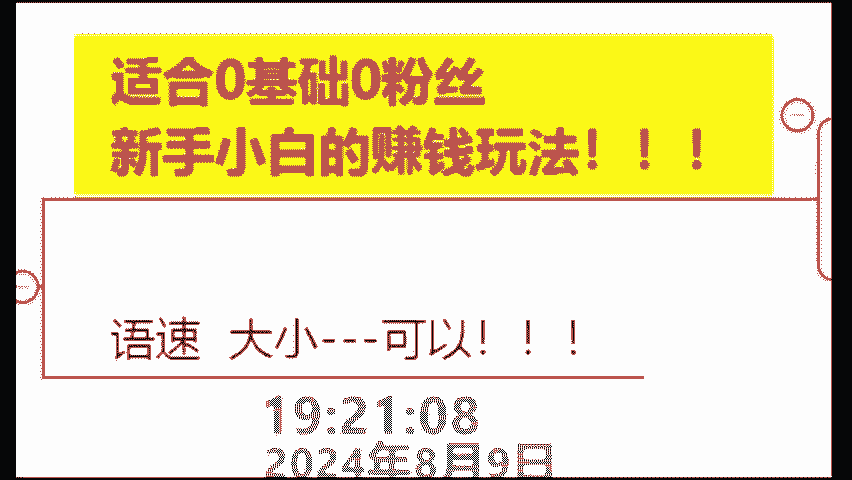 适合0基础0粉丝
新手小白的赚钱玩法！！！
语速 大小---可以！！！
19:21:08
2024年8月9日